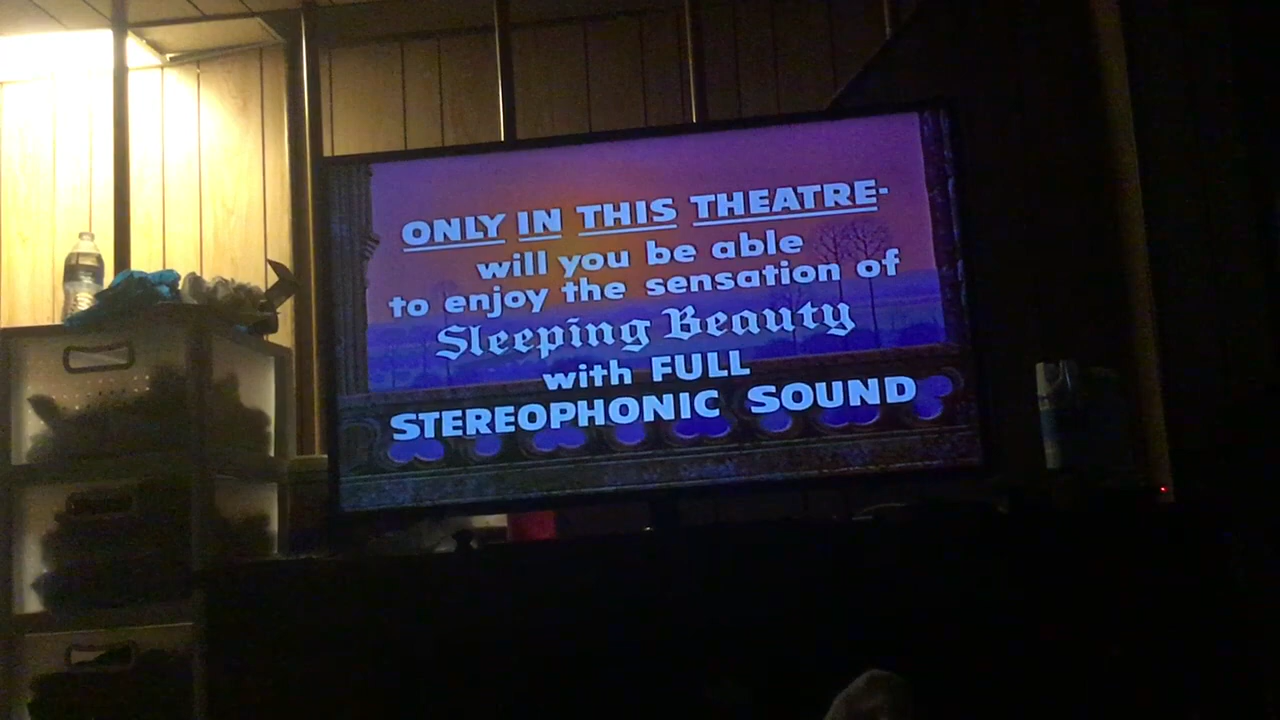 ONLY IN THIS THEATRE-
will you be able
to enjoy the sensation of
Sleeping Beauty
with FULL
STEREOPHONIC SOUND